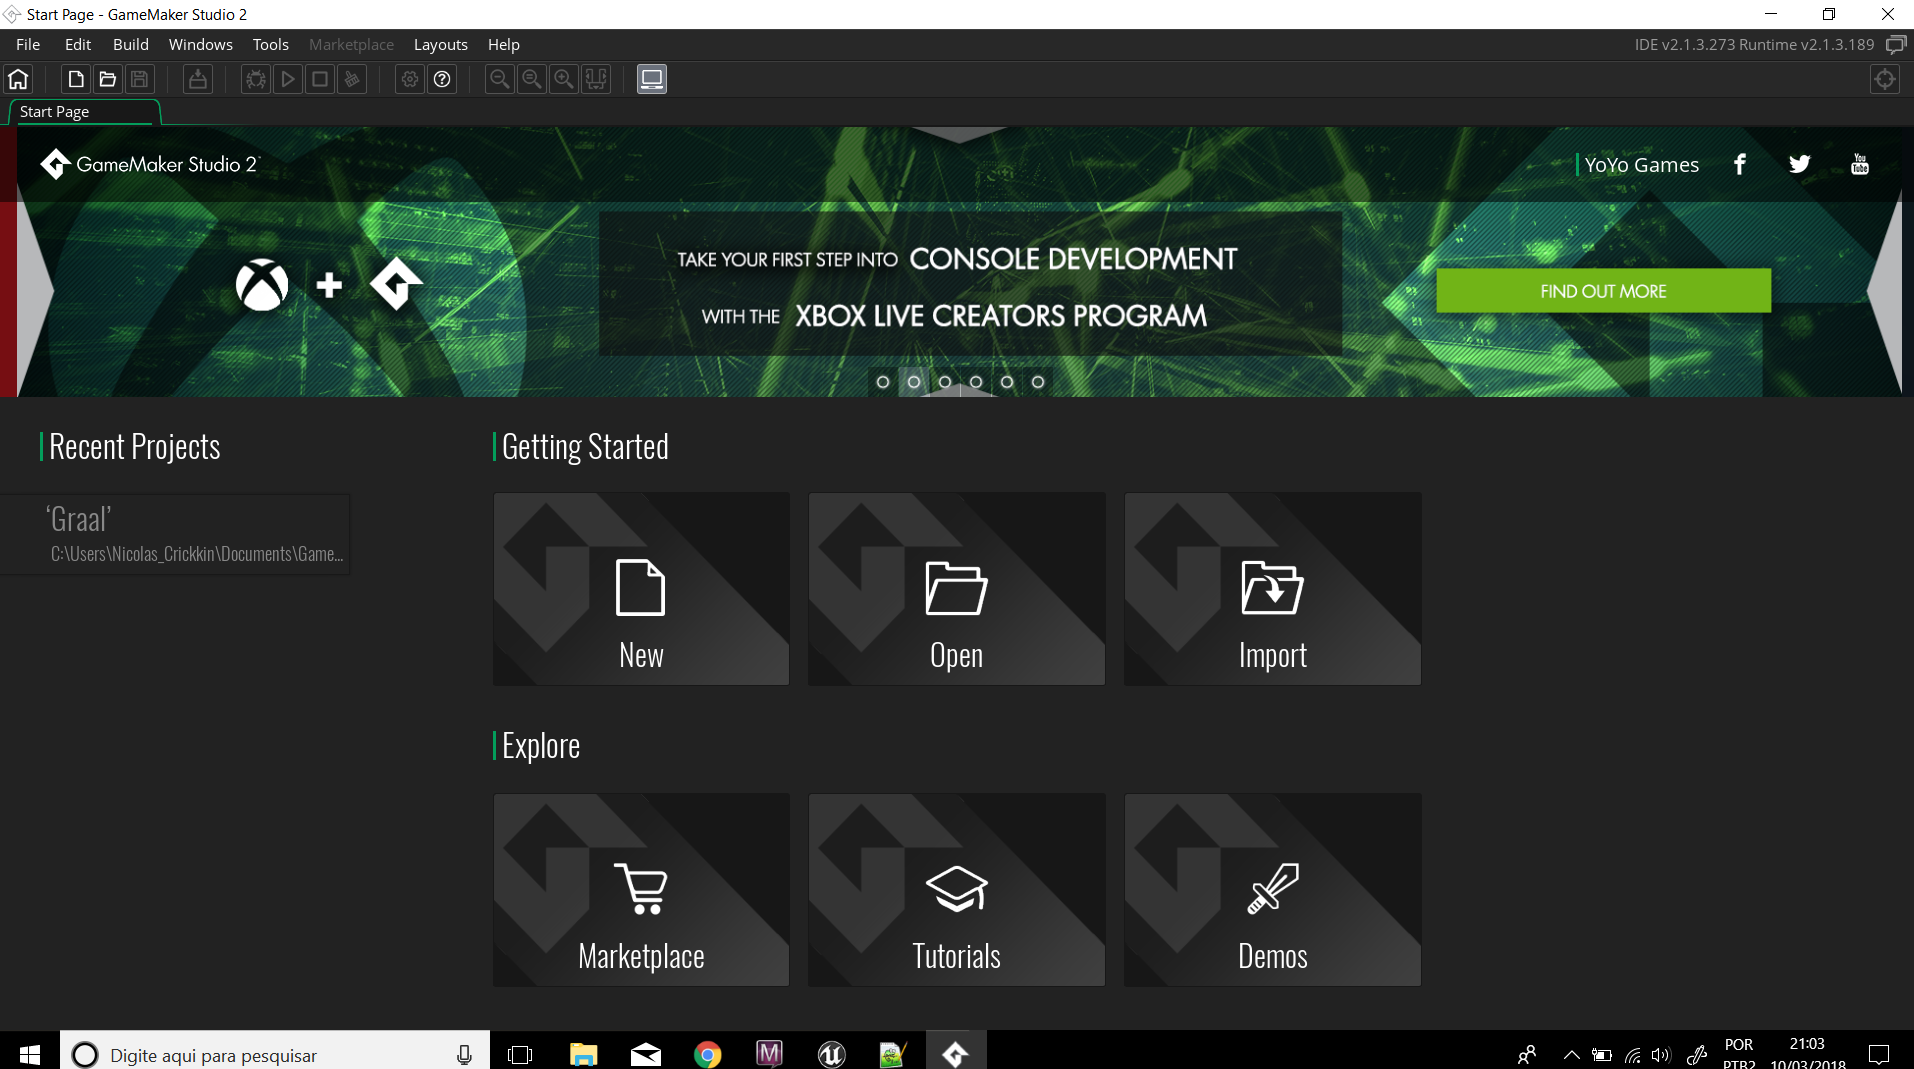 Start Page - GameMaker Studio 2
File Edit Build Windows Tools Marketplace Layouts Help
IDE v2.1.3.273 Runtime v2.1.3.189
Start Page
GameMaker Studio 2
YoYo Games
You Tube
TAKE YOUR FIRST STEP INTO CONSOLE DEVELOPMENT
WITH THE XBOX LIVE CREATORS PROGRAM
FIND OUT MORE
Recent Projects
'Graal'
C:\Users\Nicolas_Crickkin\Documents\Game...
Getting Started
New
Open
Import
Explore
Marketplace
Tutorials
Demos
Digite aqui para pesquisar
POR
PTB2
21:03
10/03/2018